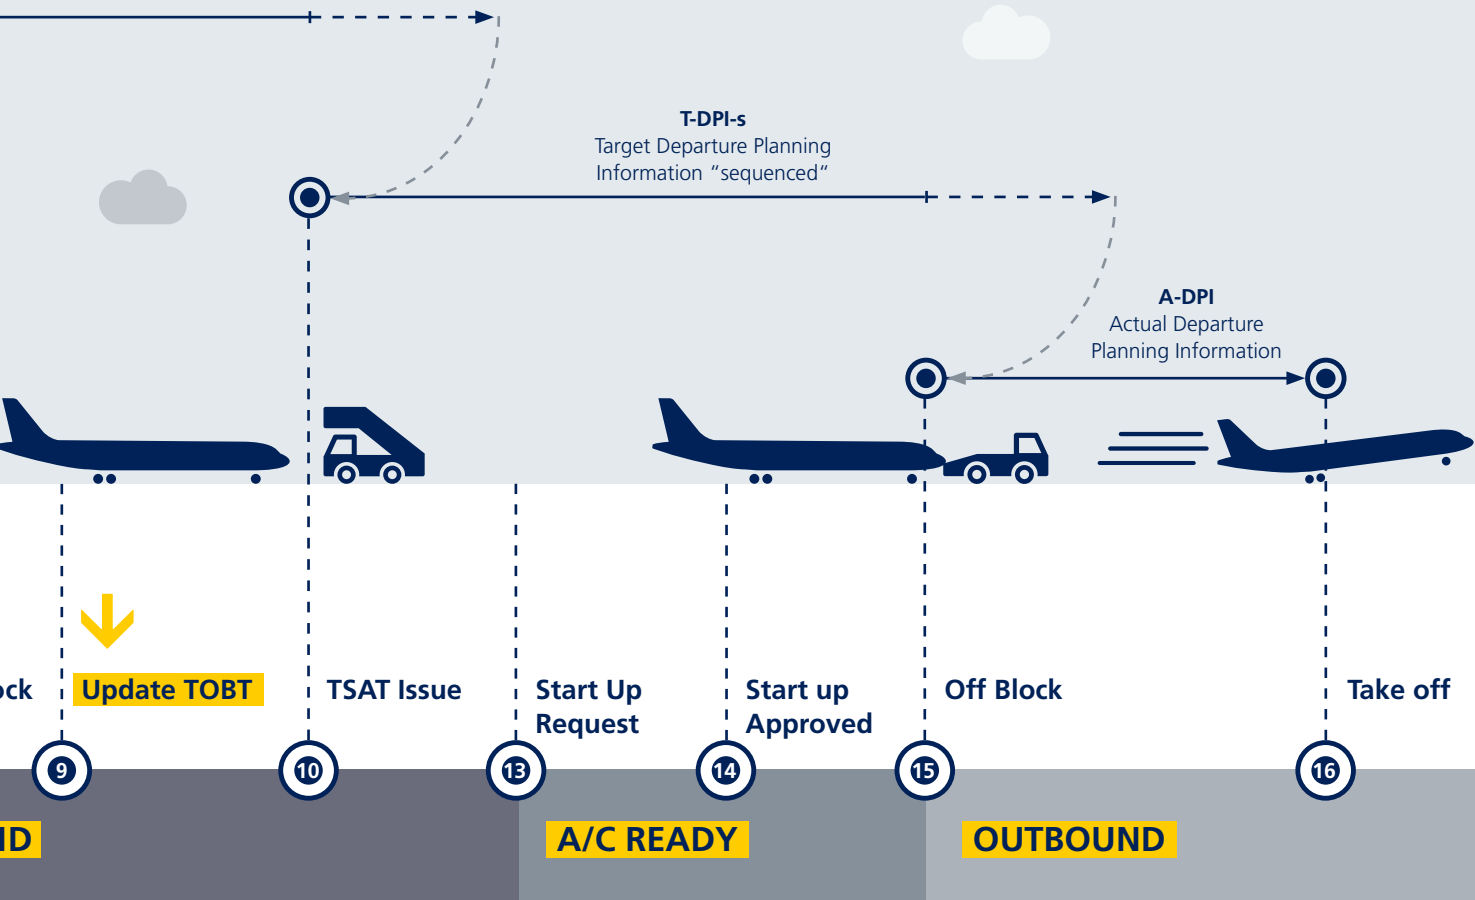 T-DPI-s
Target Departure Planning
Information “sequenced“
A-DPI
Actual Departure
Planning Information
Update TOBT
TSAT Issue
Start Up
Request
Start up
Approved
Off Block
Take off
9
10
13
14
15
16
A/C READY
OUTBOUND